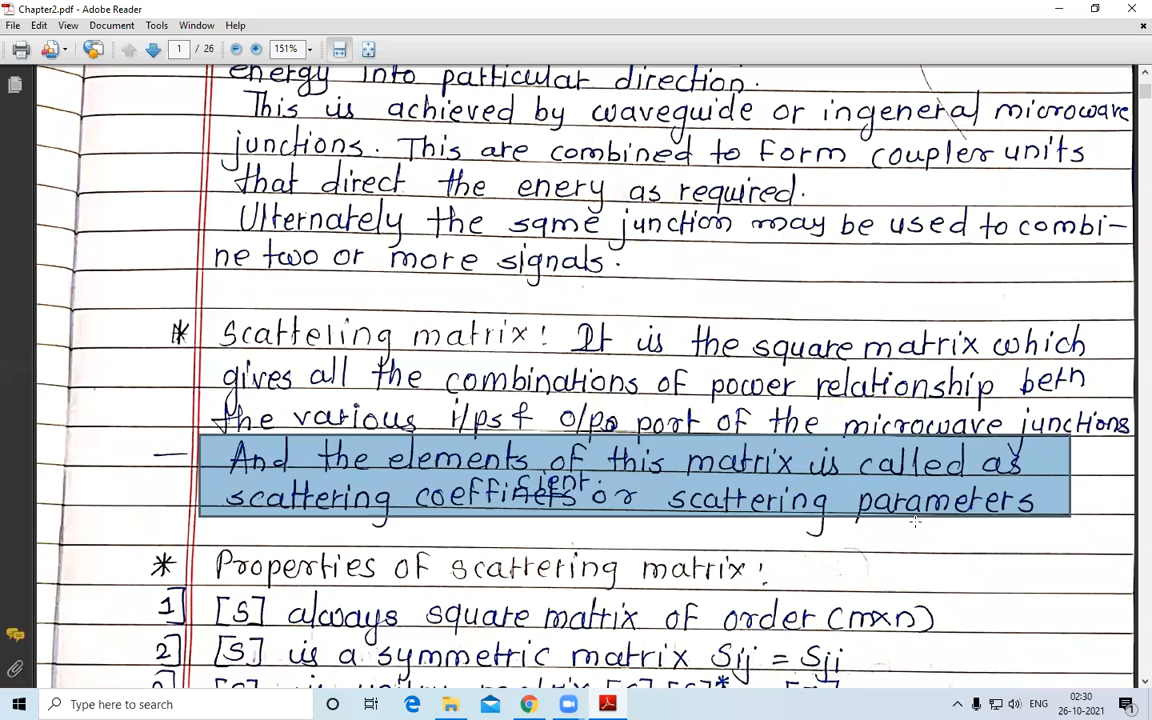 Chapter2.pdf - Adobe Reader
File Edit View Document Tools Window Help
1 / 26 151%
energy into particular direction.
This is achieved by waveguide or ingeneral microwave
junctions. This are combined to form coupler units
that direct the enery as required.
Ulternately the same junction may be used to combi-
ne two or more signals.
* Scattering matrix: It is the square matrix which
gives all the combinations of power relationship betn
the various i/ps & o/ps port of the microwave junctions
— And the elements of this matrix is called as
scattering coefficient or scattering parameters
* Properties of scattering matrix:
1] [S] always square matrix of order (m×n)
2] [S] is a symmetric matrix Sij = Sji
Type here to search
ENG
02:30
26-10-2021
1